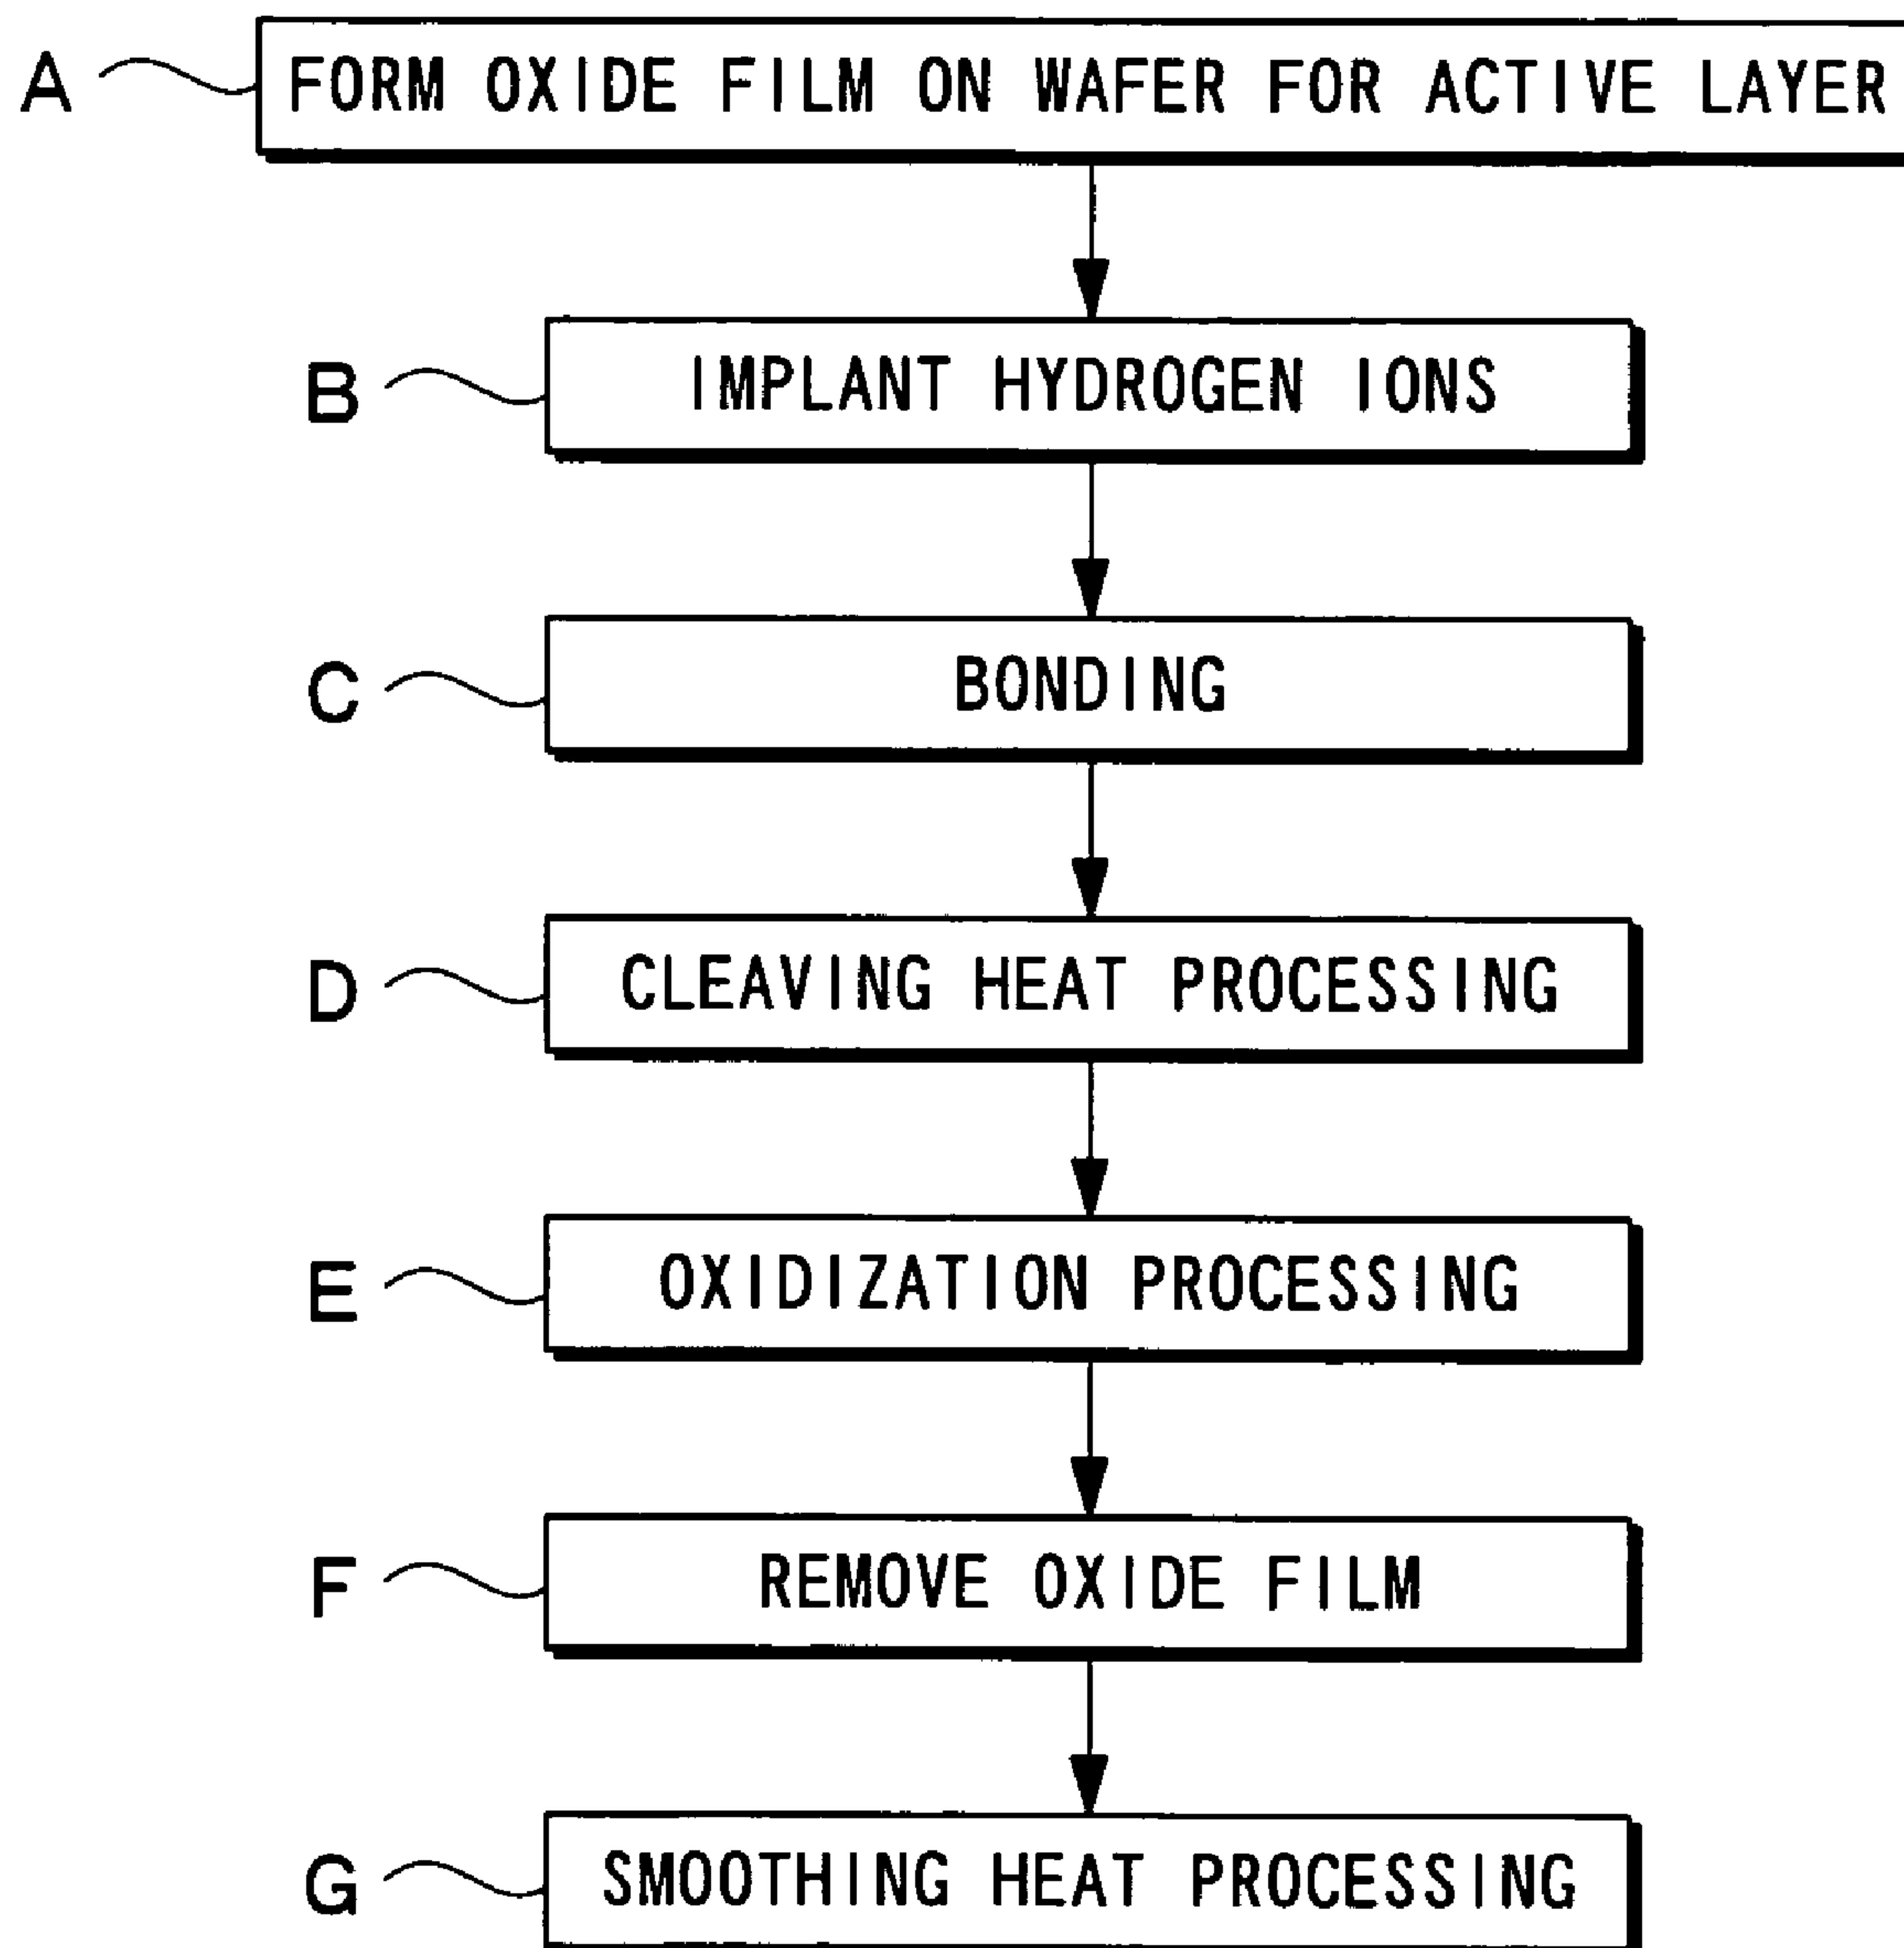 A FORM OXIDE FILM ON WAFER FOR ACTIVE LAYER
B IMPLANT HYDROGEN IONS
C BONDING
D CLEAVING HEAT PROCESSING
E OXIDIZATION PROCESSING
F REMOVE OXIDE FILM
G SMOOTHING HEAT PROCESSING